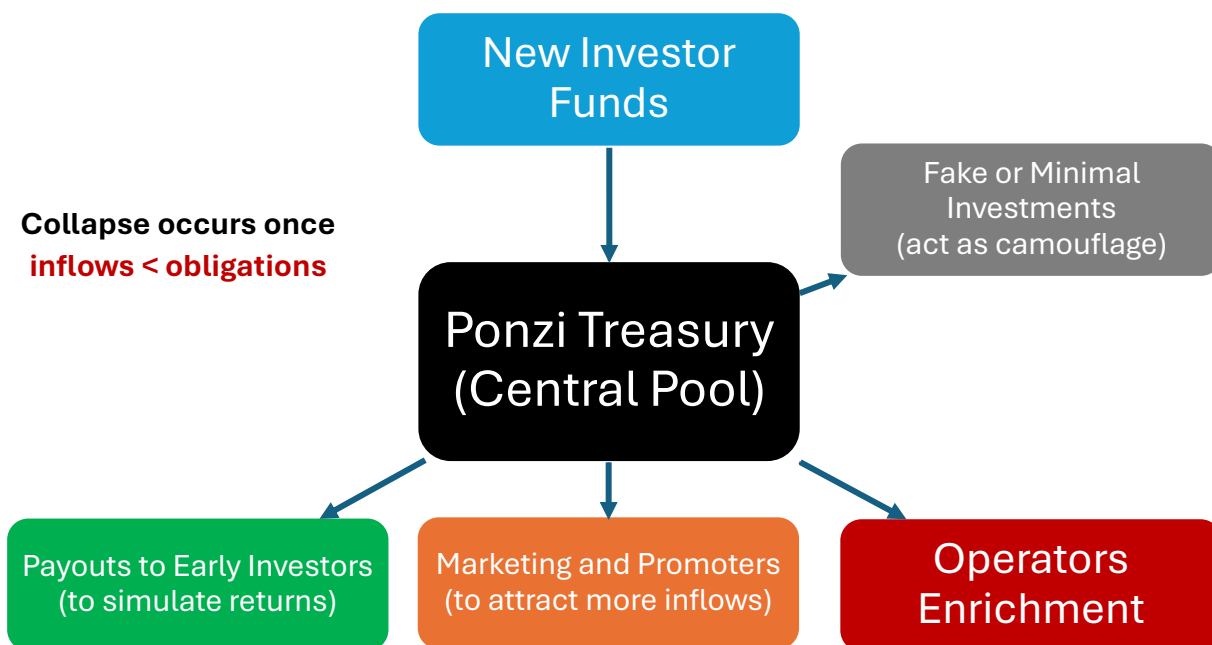 New Investor
Funds
Fake or Minimal
Investments
(act as camouflage)
Collapse occurs once
inflows < obligations
Ponzi Treasury
(Central Pool)
Payouts to Early Investors
(to simulate returns)
Marketing and Promoters
(to attract more inflows)
Operators
Enrichment